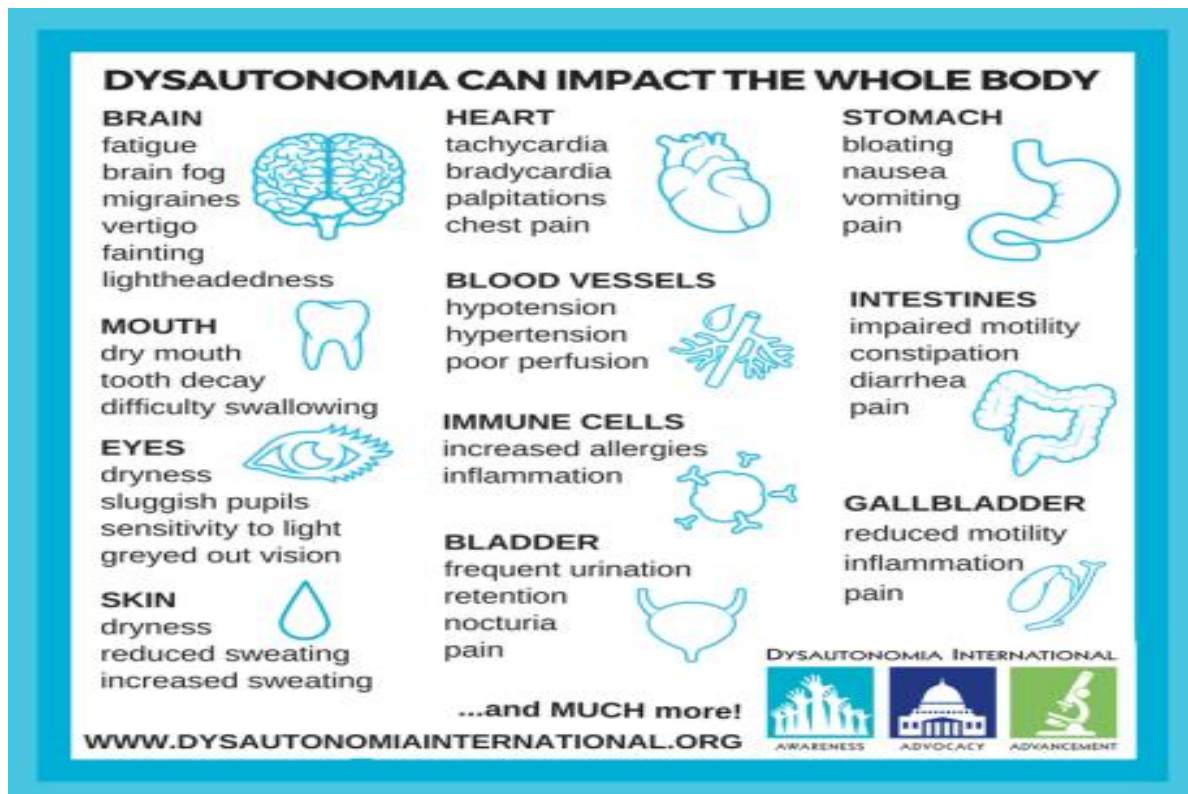 DYSAUTONOMIA CAN IMPACT THE WHOLE BODY
BRAIN
fatigue
brain fog
migraines
vertigo
fainting
lightheadedness
MOUTH
dry mouth
tooth decay
difficulty swallowing
EYES
dryness
sluggish pupils
sensitivity to light
greyed out vision
SKIN
dryness
reduced sweating
increased sweating
HEART
tachycardia
bradycardia
palpitations
chest pain
BLOOD VESSELS
hypotension
hypertension
poor perfusion
IMMUNE CELLS
increased allergies
inflammation
BLADDER
frequent urination
retention
nocturia
pain
STOMACH
bloating
nausea
vomiting
pain
INTESTINES
impaired motility
constipation
diarrhea
pain
GALLBLADDER
reduced motility
inflammation
pain
...and MUCH more!
WWW.DYSAUTONOMIAINTERNATIONAL.ORG
DYSAUTONOMIA INTERNATIONAL
AWARENESS ADVOCACY ADVANCEMENT